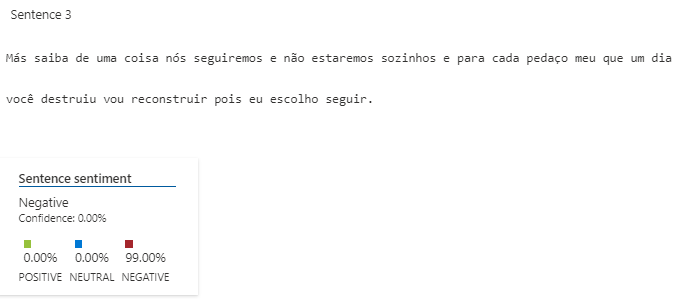 Sentence 3
Más saiba de uma coisa nós seguiremos e não estaremos sozinhos e para cada pedaço meu que um dia
você destruiu vou reconstruir pois eu escolho seguir.
Sentence sentiment
Negative
Confidence: 0.00%
0.00% 0.00% 99.00%
POSITIVE NEUTRAL NEGATIVE